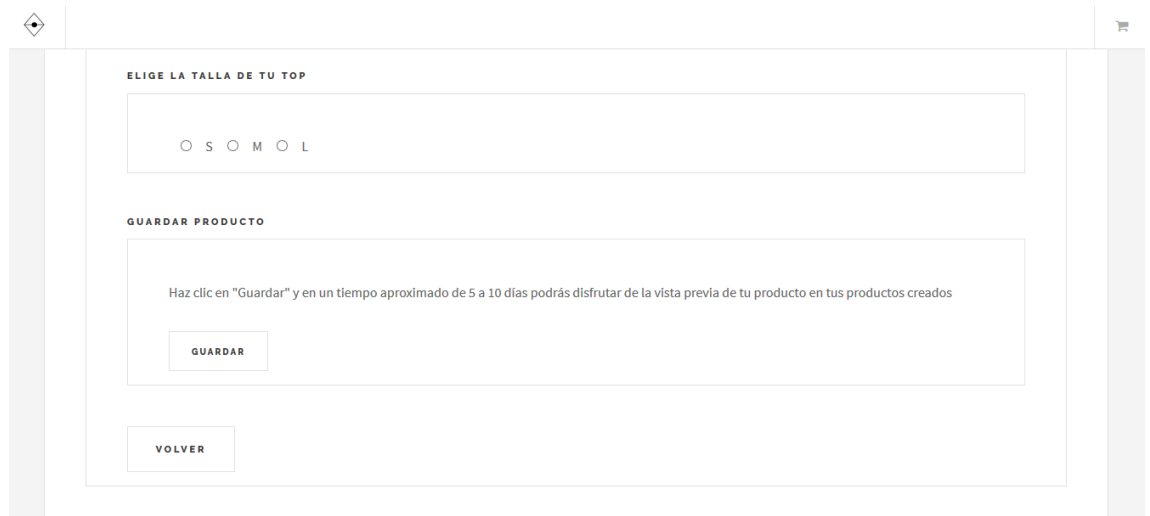 ELIGE LA TALLA DE TU TOP
S M L
GUARDAR PRODUCTO
Haz clic en "Guardar" y en un tiempo aproximado de 5 a 10 días podrás disfrutar de la vista previa de tu producto en tus productos creados
GUARDAR
VOLVER